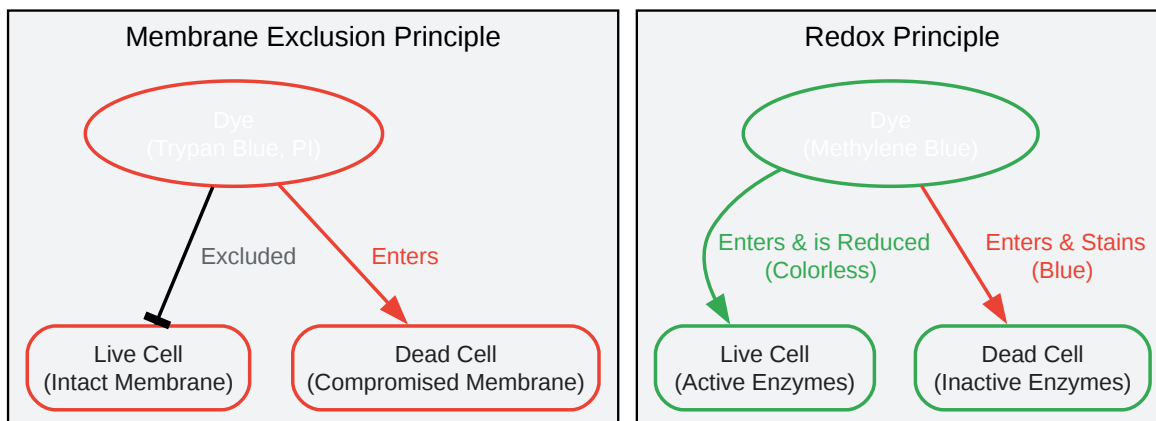 Membrane Exclusion Principle
Dye
(Trypan Blue, PI)
Excluded
Enters
Live Cell
(Intact Membrane)
Dead Cell
(Compromised Membrane)
Redox Principle
Dye
(Methylene Blue)
Enters & is Reduced
(Colorless)
Enters & Stains
(Blue)
Live Cell
(Active Enzymes)
Dead Cell
(Inactive Enzymes)